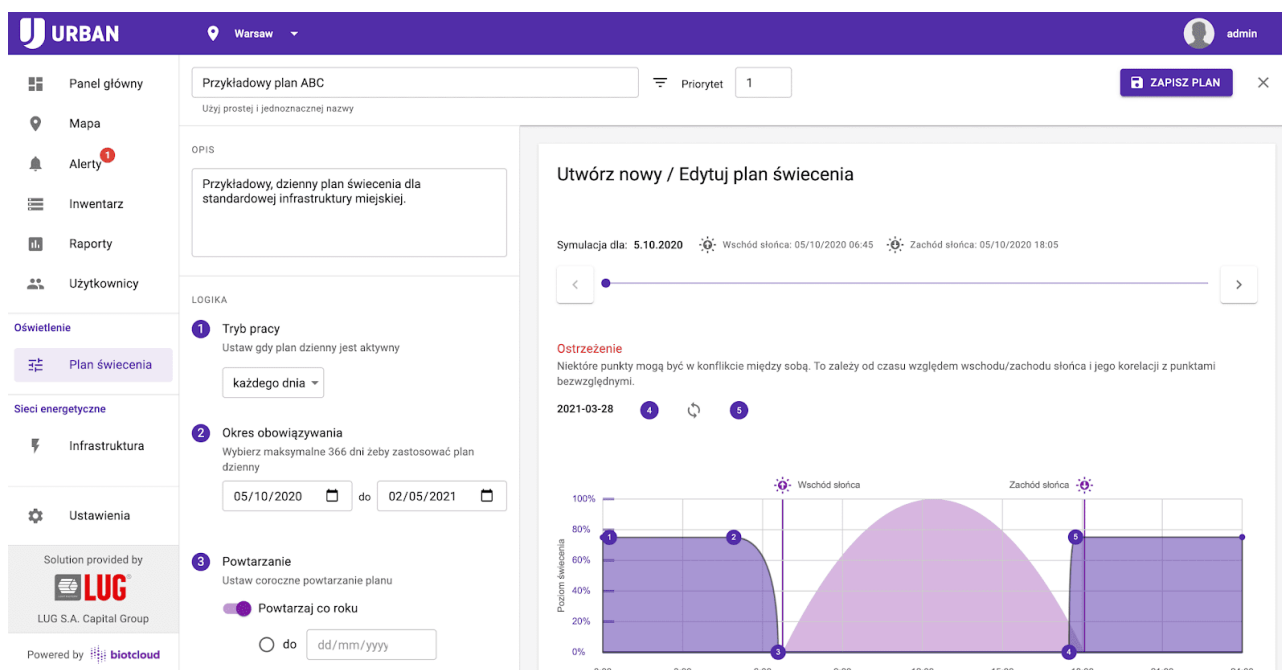 URBAN
Warsaw
admin
Panel główny
Mapa
Alerty
1
Inwentarz
Raporty
Użytkownicy
Oświetlenie
Plan świecenia
Sieci energetyczne
Infrastruktura
Ustawienia
Solution provided by
LUG
LUG S.A. Capital Group
Powered by biotcloud
Przykładowy plan ABC
Priorytet
1
ZAPISZ PLAN
Użyj prostej i jednoznacznej nazwy
OPIS
Przykładowy, dzienny plan świecenia dla
standardowej infrastruktury miejskiej.
LOGIKA
1 Tryb pracy
Ustaw gdy plan dzienny jest aktywny
każdego dnia
2 Okres obowiązywania
Wybierz maksymalne 366 dni żeby zastosować plan
dzienny
05/10/2020 do 02/05/2021
3 Powtarzanie
Ustaw coroczne powtarzanie planu
Powtarzaj co roku
do dd/mm/yyyy
Utwórz nowy / Edytuj plan świecenia
Symulacja dla: 5.10.2020 Wschód słońca: 05/10/2020 06:45 Zachód słońca: 05/10/2020 18:05
Ostrzeżenie
Niektóre punkty mogą być w konflikcie między sobą. To zależy od czasu względem wschodu/zachodu słońca i jego korelacji z punktami
bezwzględnymi.
2021-03-28 4 5
Wschód słońca
Zachód słońca
Poziom świecenia
100%
80%
60%
40%
20%
0%
1
2
3
4
5